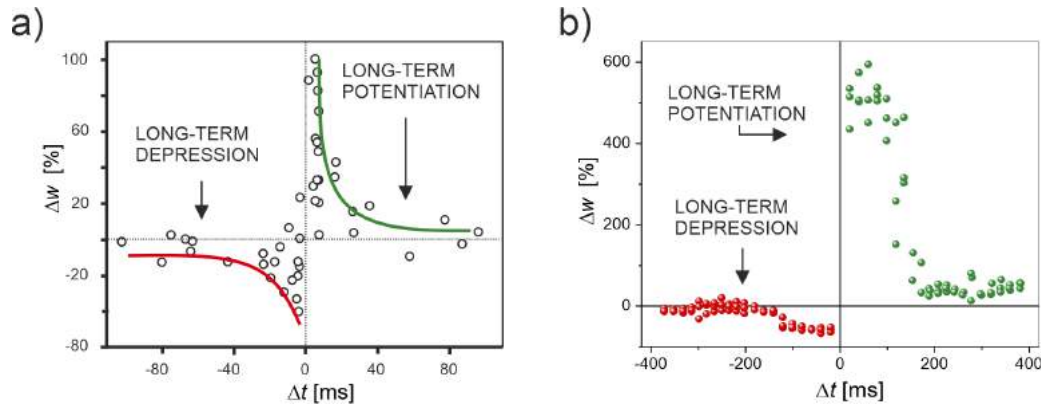 a)
100
60
20
-20
-80
Δw [%]
LONG-TERM
POTENTIATION
LONG-TERM
DEPRESSION
-80
-40
0
40
80
Δt [ms]
b)
600
400
200
0
Δw [%]
LONG-TERM
POTENTIATION
LONG-TERM
DEPRESSION
-400
-200
0
200
400
Δt [ms]